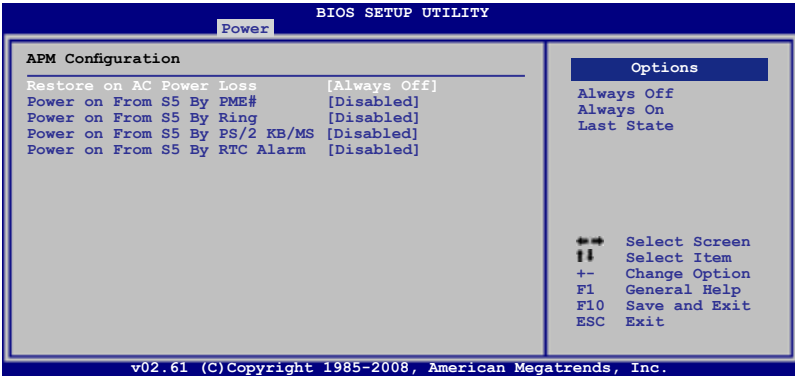 BIOS SETUP UTILITY
Power
APM Configuration
Restore on AC Power Loss [Always Off]
Power on From S5 By PME# [Disabled]
Power on From S5 By Ring [Disabled]
Power on From S5 By PS/2 KB/MS [Disabled]
Power on From S5 By RTC Alarm [Disabled]
Options
Always Off
Always On
Last State
←→ Select Screen
↑↓ Select Item
+- Change Option
F1 General Help
F10 Save and Exit
ESC Exit
v02.61 (C)Copyright 1985-2008, American Megatrends, Inc.